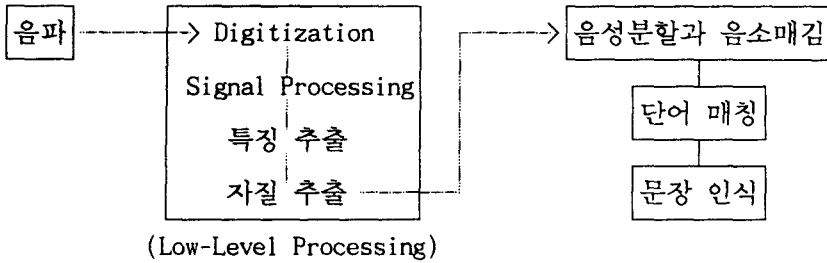 음파
Digitization
Signal Processing
특징 추출
자질 추출
(Low-Level Processing)
음성분할과 음소매김
단어 매칭
문장 인식